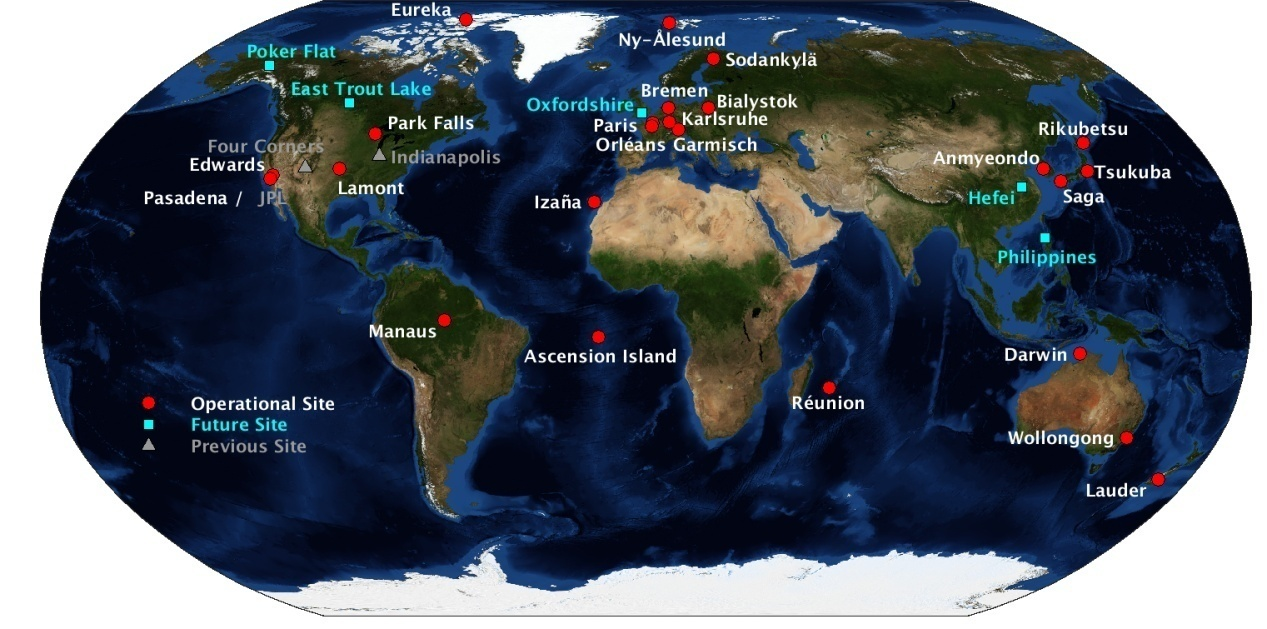 Eureka
Ny-Ålesund
Poker Flat
Sodankylä
East Trout Lake
Bremen
Oxfordshire
Bialystok
Park Falls
Paris
Karlsruhe
Rikubetsu
Four Corners
Orléans Garmisch
Edwards
Indianapolis
Anmyeondo
Tsukuba
Lamont
Pasadena / JPL
Izaña
Hefei
Saga
Philippines
Manaus
Ascension Island
Darwin
Réunion
Operational Site
Future Site
Previous Site
Wollongong
Lauder